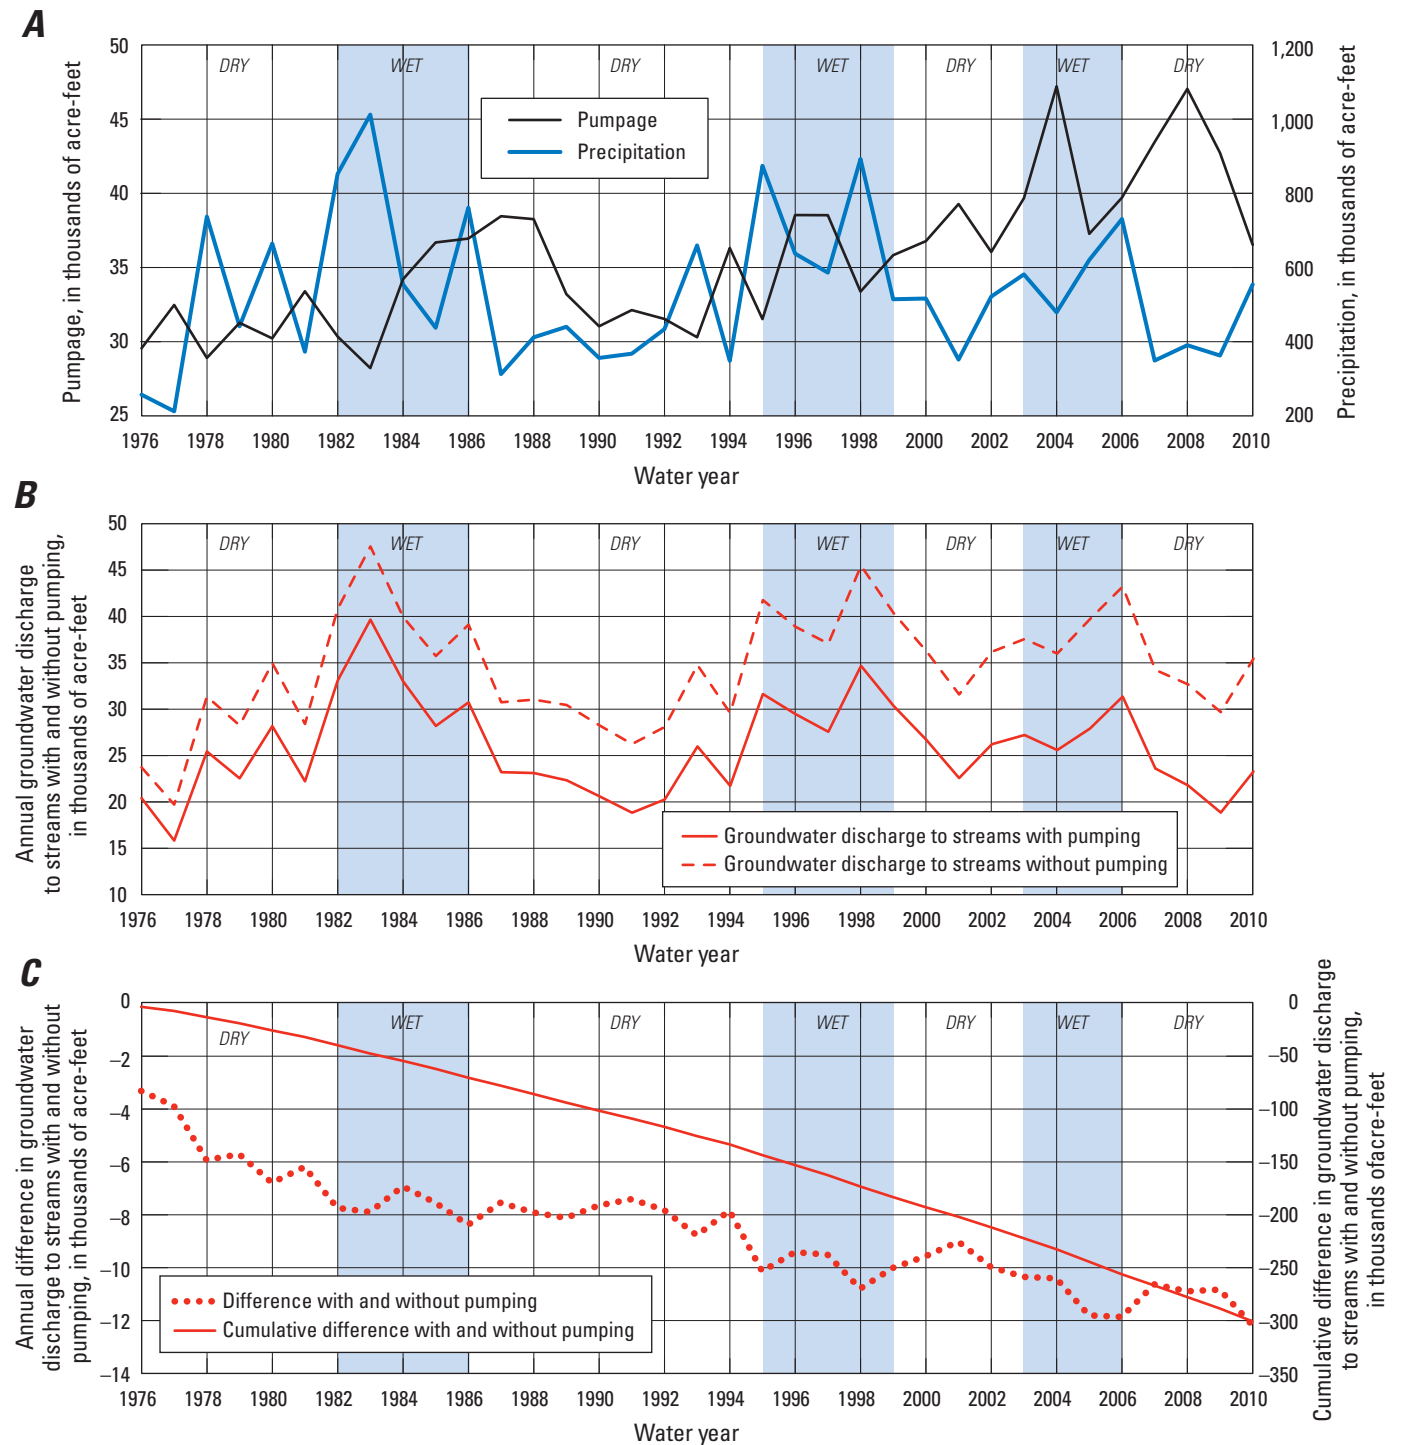 A
Pumpage, in thousands of acre-feet
50
45
40
35
30
25
DRY
WET
DRY
WET
DRY
WET
DRY
Pumpage
Precipitation
1,200
1,000
800
600
400
200
Precipitation, in thousands of acre-feet
1976 1978 1980 1982 1984 1986 1988 1990 1992 1994 1996 1998 2000 2002 2004 2006 2008 2010
Water year
B
Annual groundwater discharge
to streams with and without pumping,
in thousands of acre-feet
50
45
40
35
30
25
20
15
10
DRY
WET
DRY
WET
DRY
WET
DRY
Groundwater discharge to streams with pumping
Groundwater discharge to streams without pumping
1976 1978 1980 1982 1984 1986 1988 1990 1992 1994 1996 1998 2000 2002 2004 2006 2008 2010
Water year
C
Annual difference in groundwater
discharge to streams with and without
pumping, in thousands of acre-feet
0
–2
–4
–6
–8
–10
–12
–14
DRY
WET
DRY
WET
DRY
WET
DRY
Difference with and without pumping
Cumulative difference with and without pumping
0
–50
–100
–150
–200
–250
–300
–350
Cumulative difference in groundwater discharge
to streams with and without pumping,
in thousands ofacre-feet
1976 1978 1980 1982 1984 1986 1988 1990 1992 1994 1996 1998 2000 2002 2004 2006 2008 2010
Water year